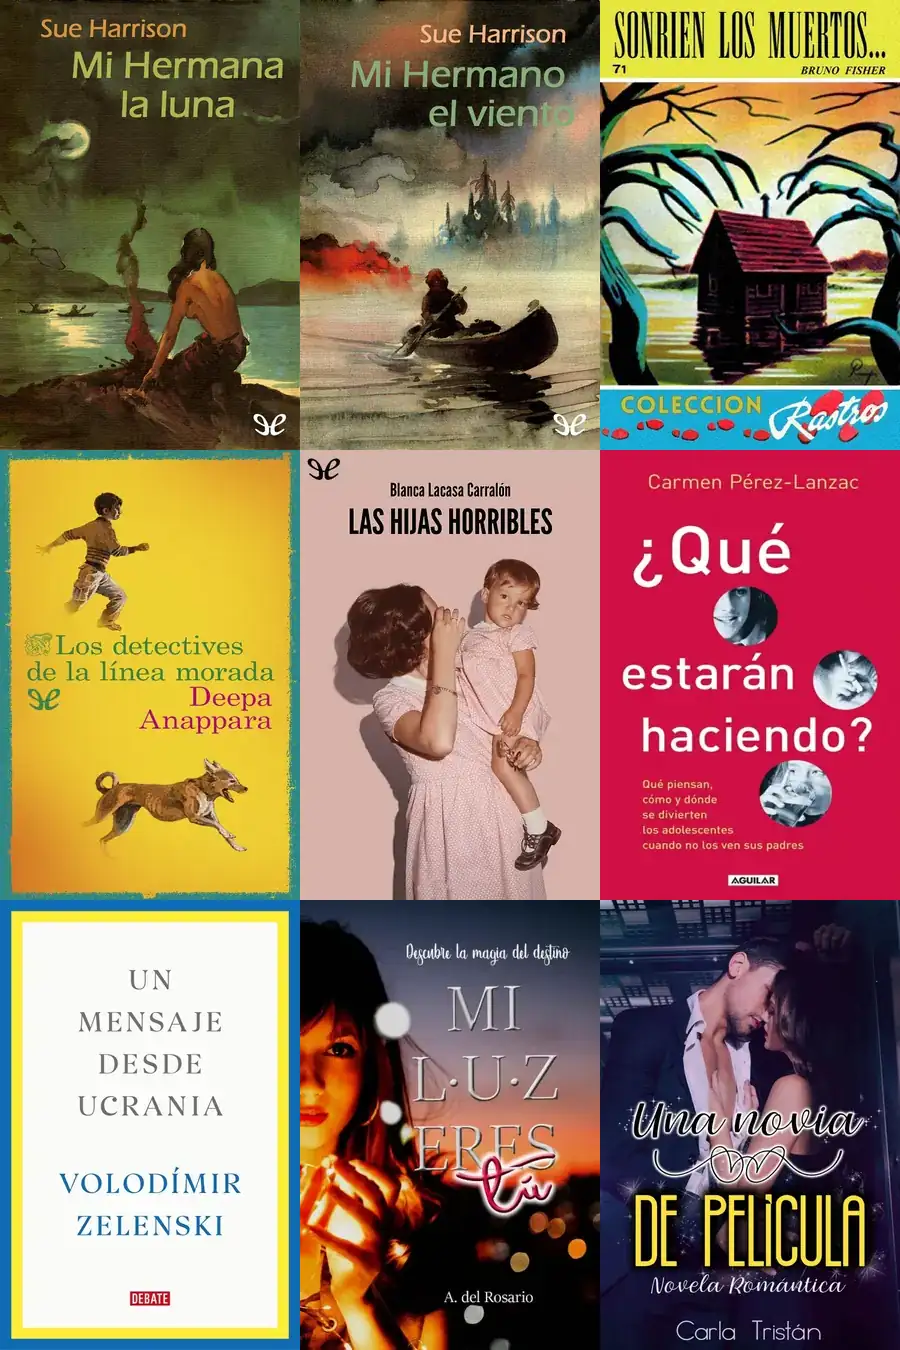 Sue Harrison
Mi Hermana
la luna
Sue Harrison
Mi Hermano
el viento
SONRIEN LOS MUERTOS...
71
BRUNO FISHER
COLECCION
Rastros
Los detectives
de la línea morada
Deepa
Anappara
Blanca Lacasa Carralón
LAS HIJAS HORRIBLES
Carmen Pérez-Lanzac
¿Qué
estarán
haciendo?
Qué piensan,
cómo y dónde
se divierten
los adolescentes
cuando no los ven sus padres
AGUILAR
UN
MENSAJE
DESDE
UCRANIA
VOLODÍMIR
ZELENSKI
DEBATE
Descubre la magia del destino
MI
L·U·Z
ERES
tú
A. del Rosario
Una novia
DE PELÍCULA
Novela Romántica
Carla Tristán